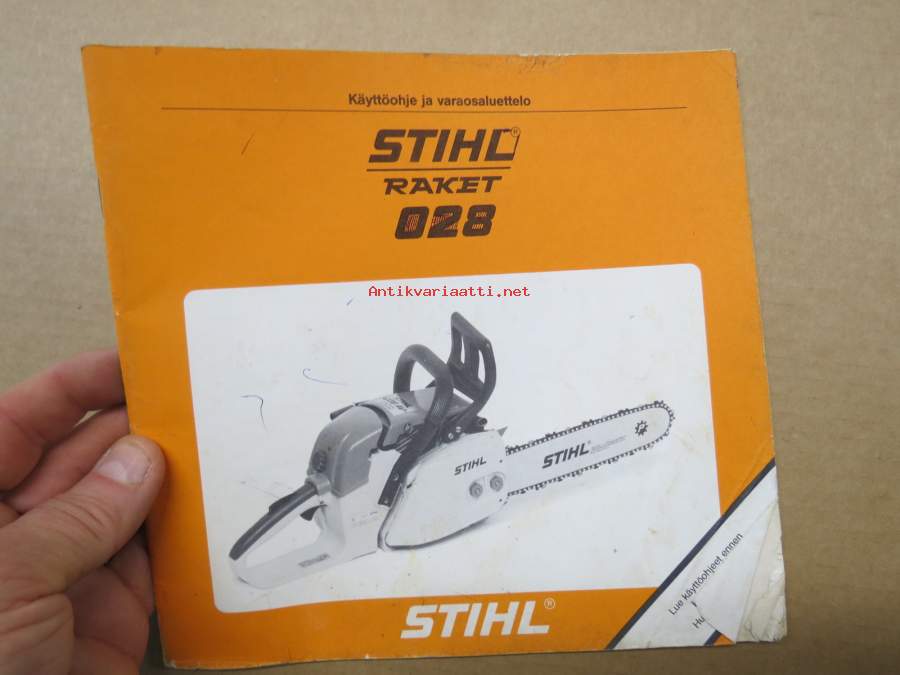 Käyttöohje ja varaosaluettelo
STIHL®
RAKET
028
Antikvariaatti.net
STIHL
STIHL®
Lue käyttöohjeet ennen
STIHL®